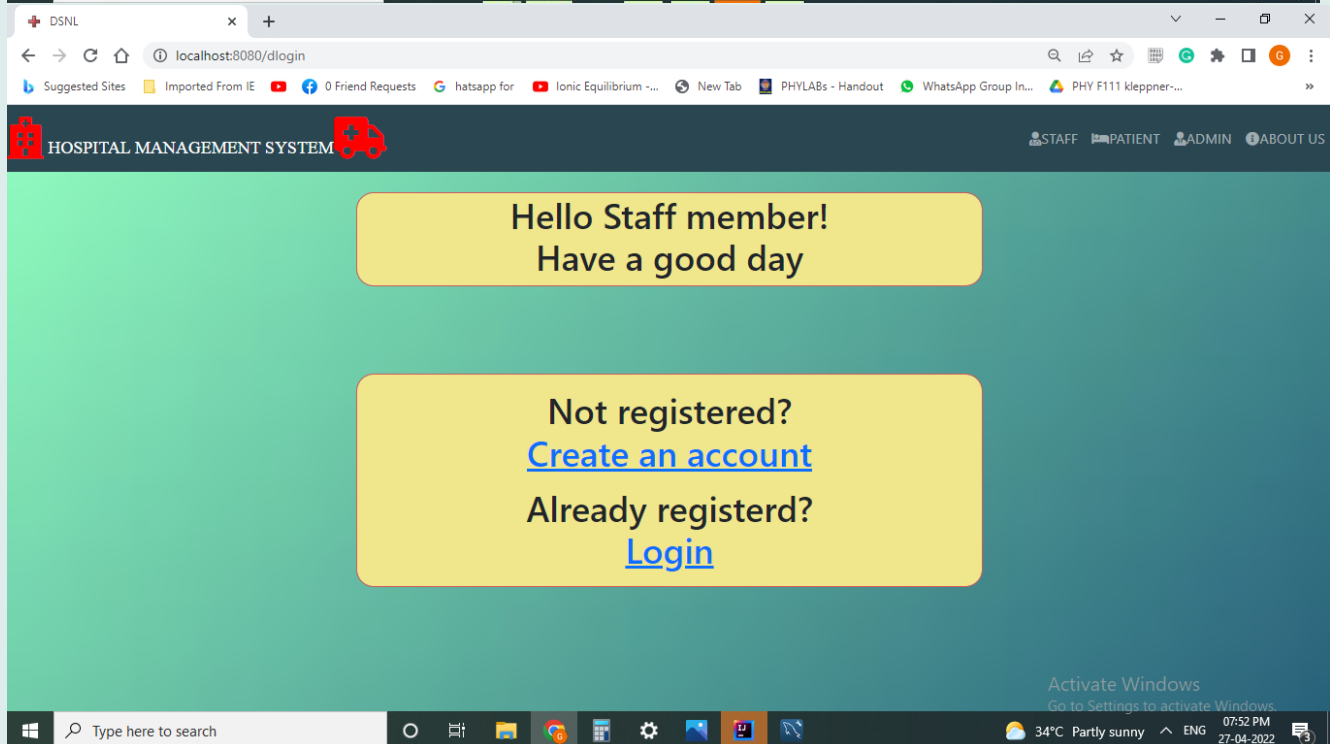 DSNL
localhost:8080/dlogin
G
Suggested Sites Imported From IE 0 Friend Requests hatsapp for Ionic Equilibrium -... New Tab PHYLABs - Handout WhatsApp Group In... PHY F111 kleppner-... »
HOSPITAL MANAGEMENT SYSTEM STAFF PATIENT ADMIN ABOUT US
Hello Staff member!
Have a good day
Not registered?
Create an account
Already registerd?
Login
Activate Windows
Go to Settings to activate Windows.
Type here to search 34°C Partly sunny ENG 07:52 PM
27-04-2022 3